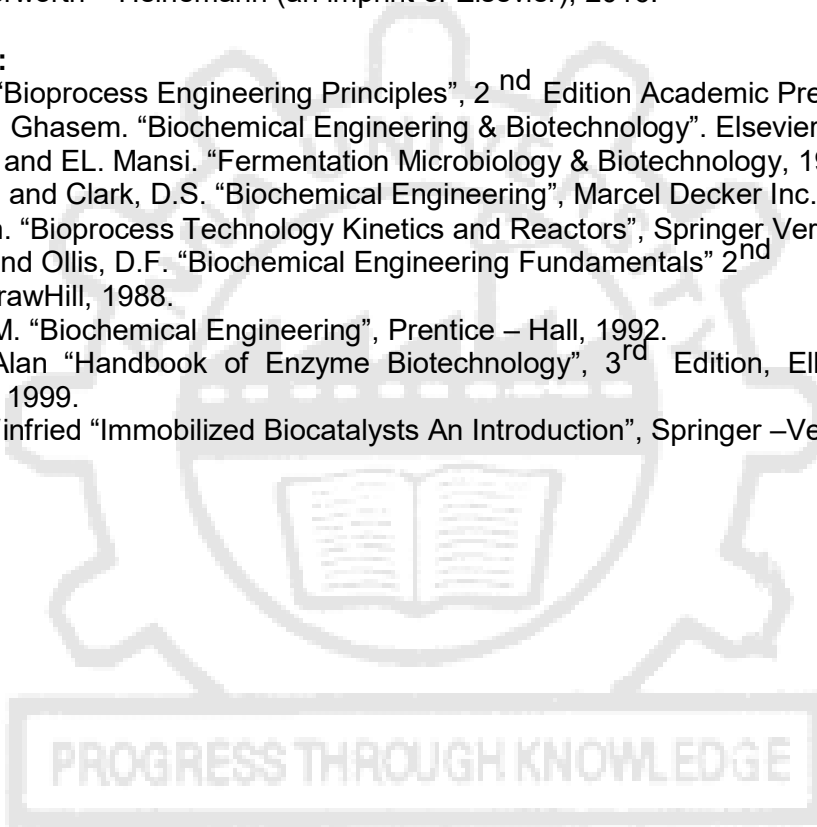 – Heinemann (an imprint of Elsevier), 2010.
:
“Bioprocess Engineering Principles”, 2 nd Edition Academic Pre
Ghasem. “Biochemical Engineering & Biotechnology”. Elsevier
and EL. Mansi. “Fermentation Microbiology & Biotechnology, 19
and Clark, D.S. “Biochemical Engineering”, Marcel Decker Inc.
. “Bioprocess Technology Kinetics and Reactors”, Springer Ver
nd Ollis, D.F. “Biochemical Engineering Fundamentals” 2nd
rawHill, 1988.
M. “Biochemical Engineering”, Prentice – Hall, 1992.
Alan “Handbook of Enzyme Biotechnology”, 3rd Edition, Ell
1999.
infried “Immobilized Biocatalysts An Introduction”, Springer –Ve
PROGRESS THROUGH KNOWLEDGE